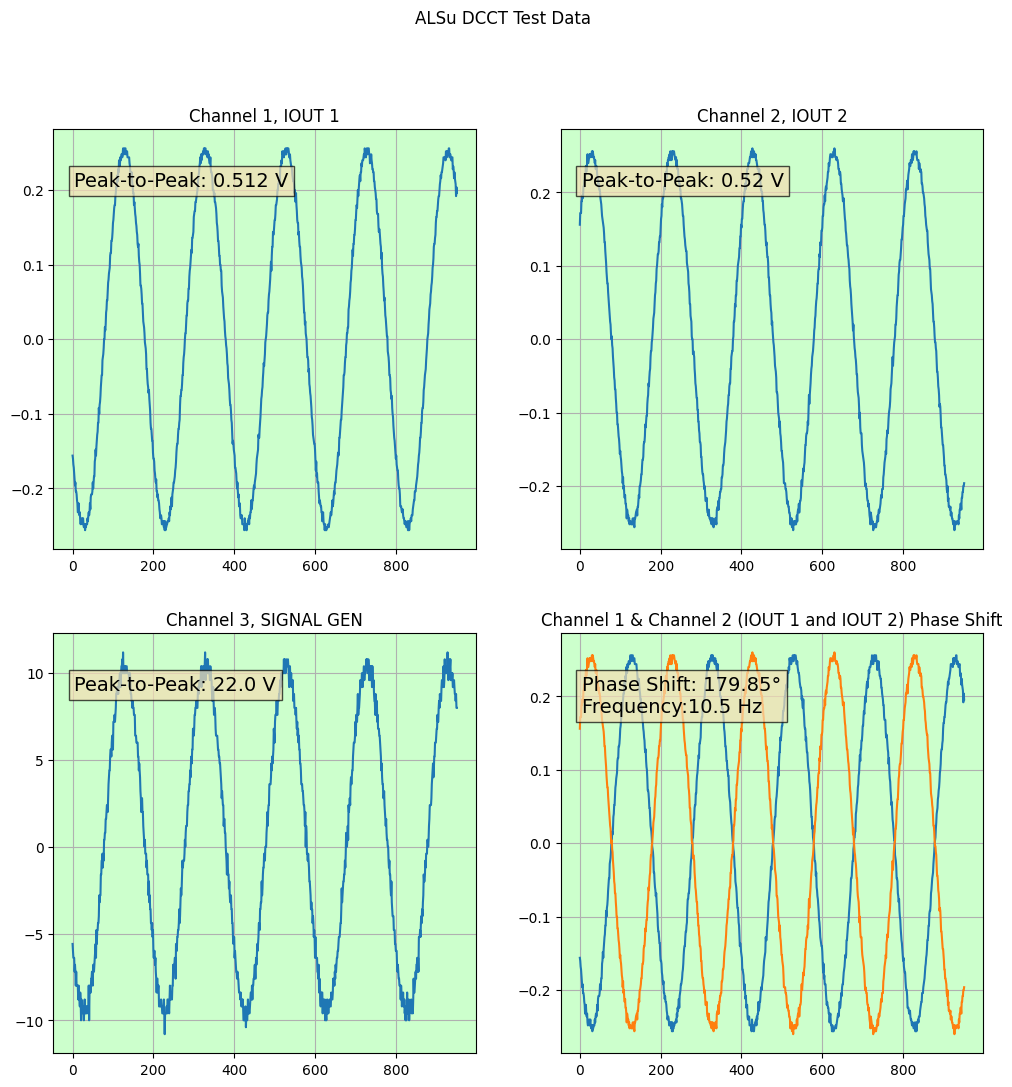 ALSu DCCT Test Data
Channel 1, IOUT 1
Peak-to-Peak: 0.512 V
0.2
0.1
0.0
−0.1
−0.2
0 200 400 600 800
Channel 2, IOUT 2
Peak-to-Peak: 0.52 V
0.2
0.1
0.0
−0.1
−0.2
0 200 400 600 800
Channel 3, SIGNAL GEN
Peak-to-Peak: 22.0 V
10
5
0
−5
−10
0 200 400 600 800
Channel 1 & Channel 2 (IOUT 1 and IOUT 2) Phase Shift
Phase Shift: 179.85°
Frequency:10.5 Hz
0.2
0.1
0.0
−0.1
−0.2
0 200 400 600 800